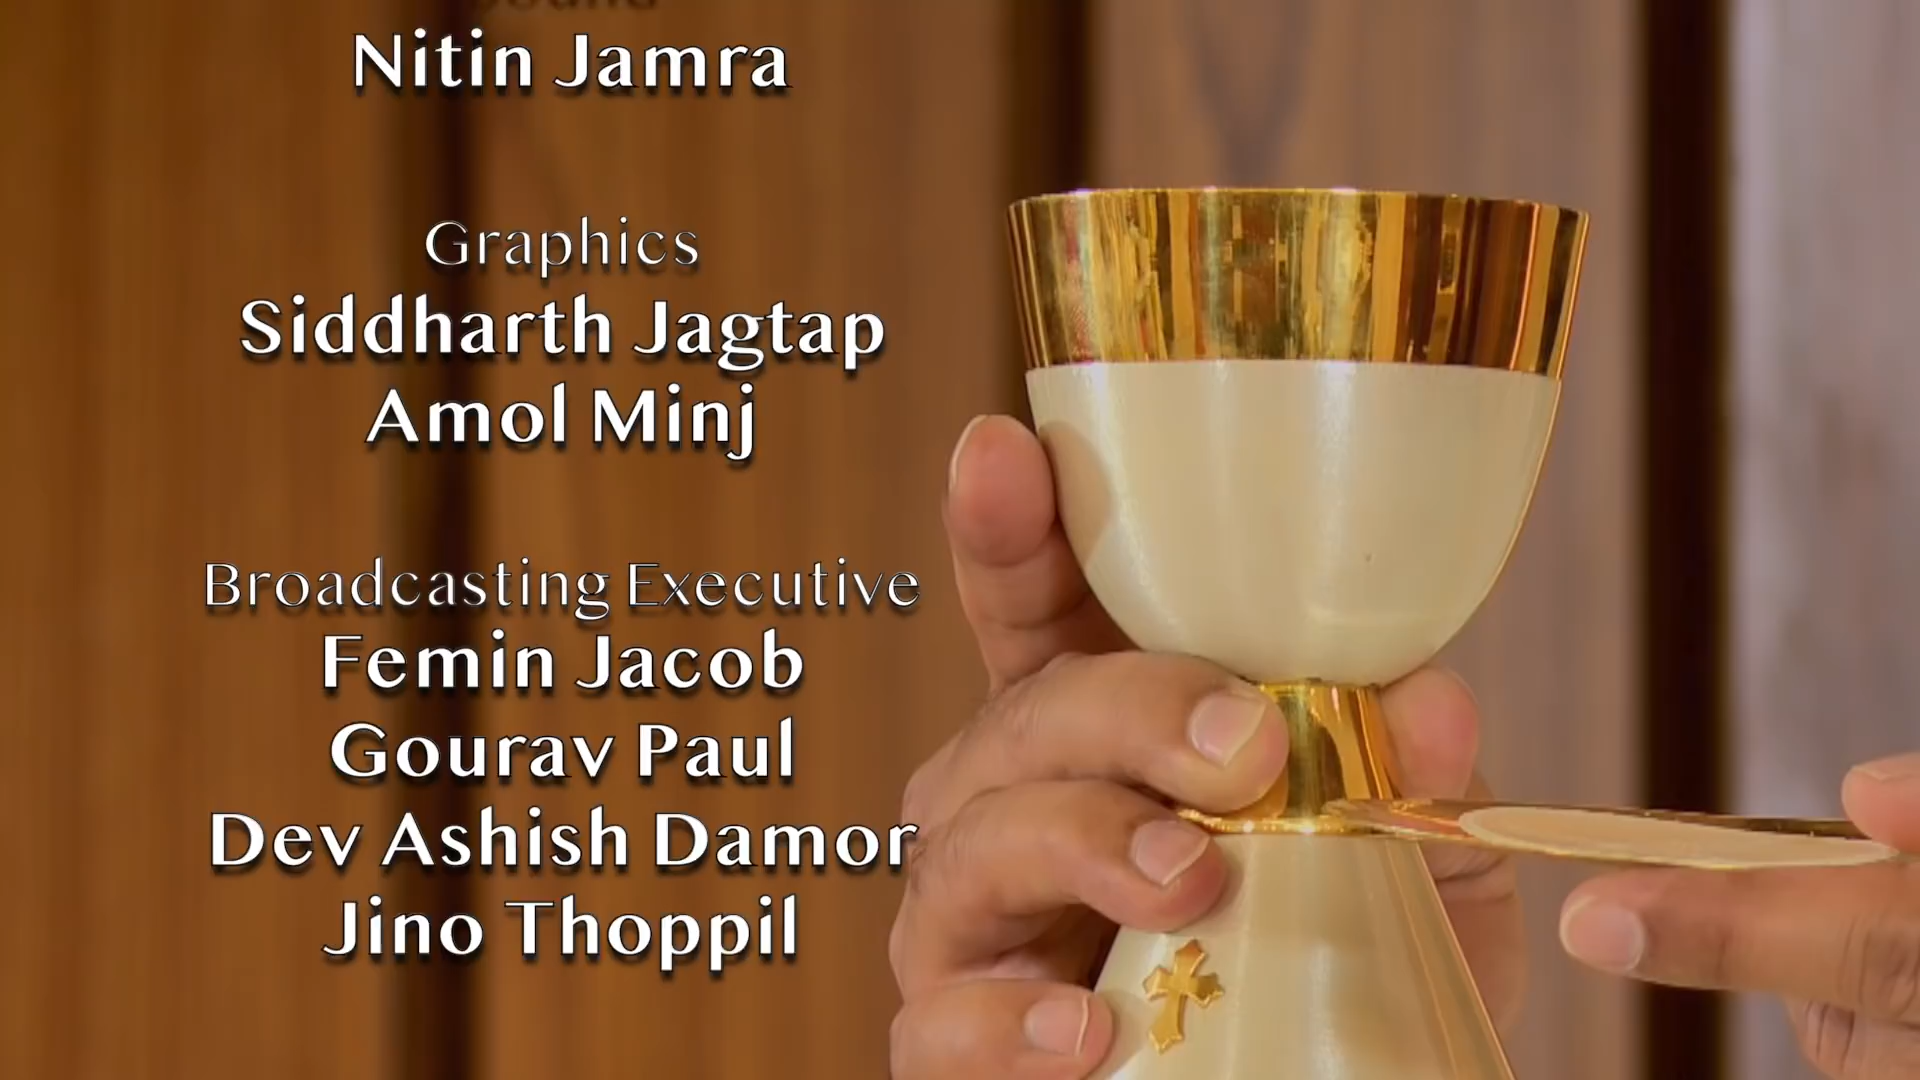 Nitin Jamra
Graphics
Siddharth Jagtap
Amol Minj
Broadcasting Executive
Femin Jacob
Gourav Paul
Dev Ashish Damor
Jino Thoppil